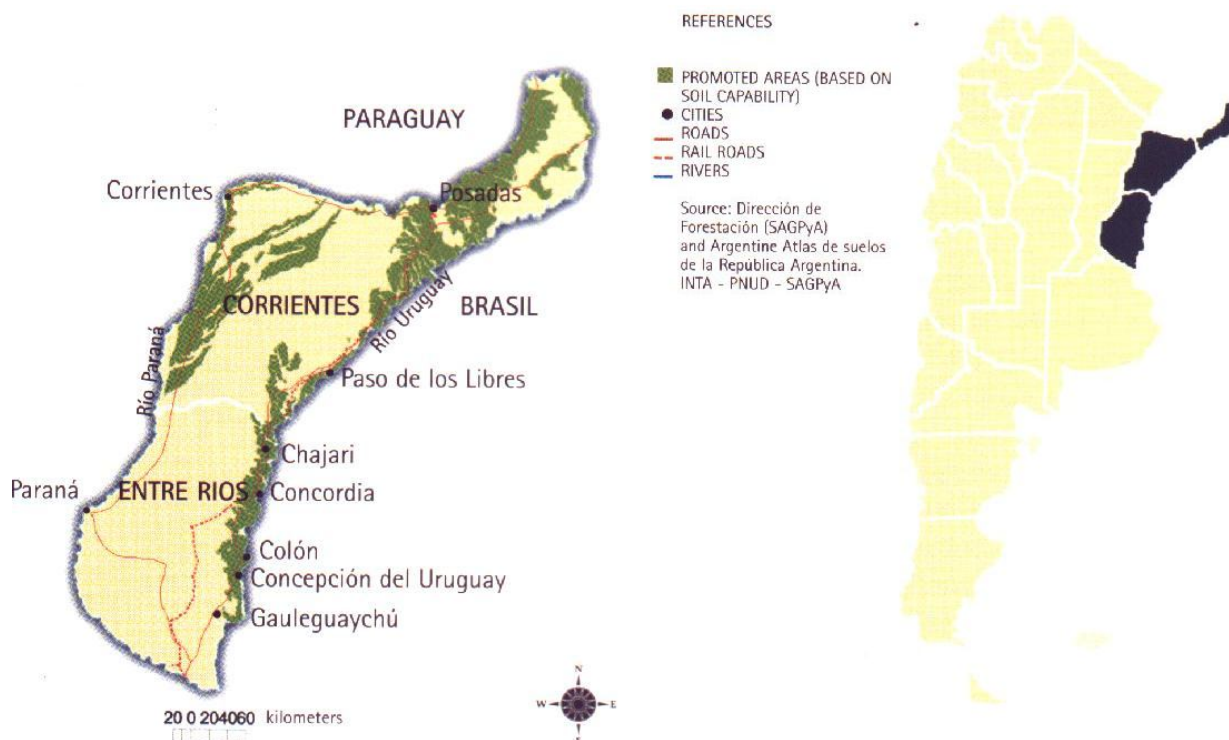 REFERENCES
PROMOTED AREAS (BASED ON
SOIL CAPABILITY)
CITIES
ROADS
RAIL ROADS
RIVERS
Source: Dirección de
Forestación (SAGPyA)
and Argentine Atlas de suelos
de la República Argentina.
INTA - PNUD - SAGPyA
PARAGUAY
Corrientes
Posadas
CORRIENTES
BRASIL
Río Uruguay
Río Paraná
Paso de los Libres
Chajari
Paraná
ENTRE RIOS
Concordia
Colón
Concepción del Uruguay
Gauleguaychú
20 0 204060 kilometers
N
W
E